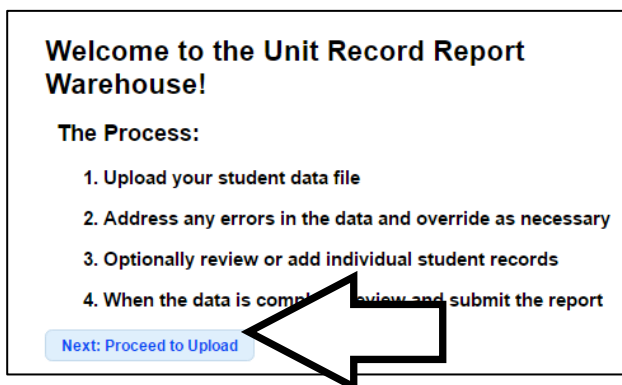 Welcome to the Unit Record Report
Warehouse!
The Process:
1. Upload your student data file
2. Address any errors in the data and override as necessary
3. Optionally review or add individual student records
4. When the data is and submit the report
Next: Proceed to Upload